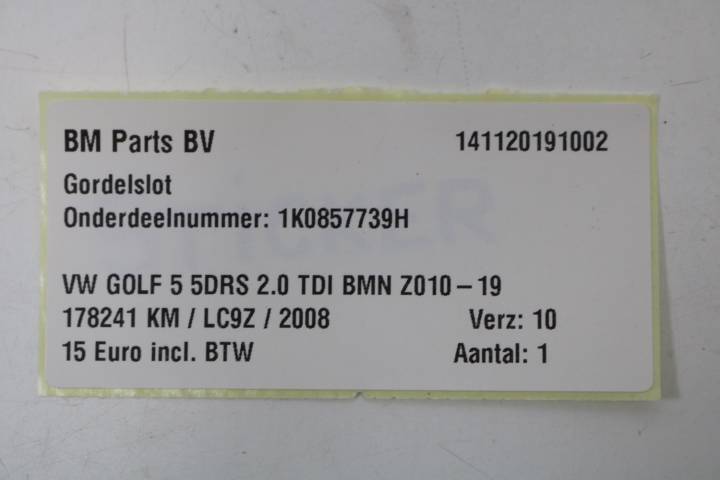 BM Parts BV 141120191002
Gordelslot
Onderdeelnummer: 1K0857739H
STICKER
VW GOLF 5 5DRS 2.0 TDI BMN Z010-19
178241 KM / LC9Z / 2008 Verz: 10
15 Euro incl. BTW Aantal: 1